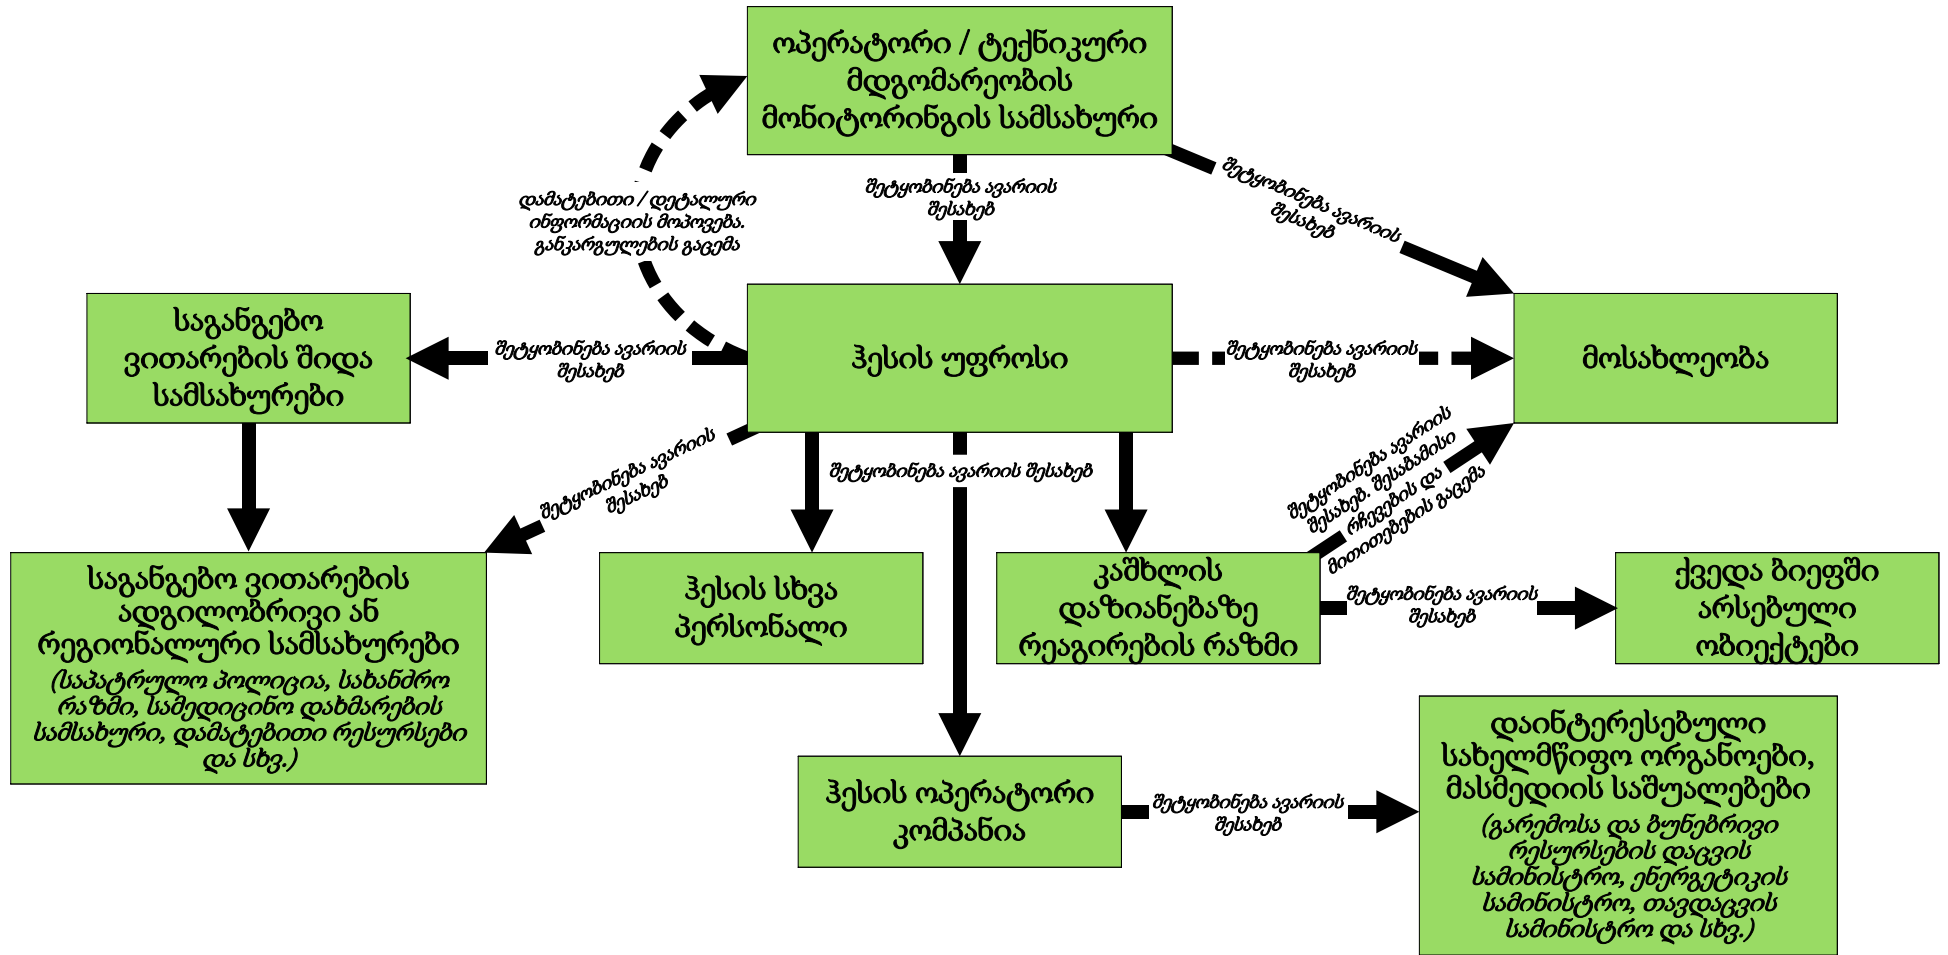 ოპერატორი / ტექნიკური
მდგომარეობის
მონიტორინგის სამსახური
შეტყობინება ავარიის
შესახებ
შეტყობინება ავარიის
შესახებ
დამატებითი / დეტალური
ინფორმაციის მოპოვება.
განკარგულების გაცემა
საგანგებო
ვითარების შიდა
სამსახურები
შეტყობინება ავარიის
შესახებ
ჰესის უფროსი
შეტყობინება ავარიის
შესახებ
მოსახლეობა
შეტყობინება ავარიის
შესახებ
შეტყობინება ავარიის შესახებ
შეტყობინება ავარიის
შესახებ. შესაბამისი
რჩევების და
მითითებების გაცემა
საგანგებო ვითარების
ადგილობრივი ან
რეგიონალური სამსახურები
(საპატრულო პოლიცია, სახანძრო
რაზმი, სამედიცინო დახმარების
სამსახური, დამატებითი რესურსები
და სხვ.)
ჰესის სხვა
პერსონალი
კაშხლის
დაზიანებაზე
რეაგირების რაზმი
შეტყობინება ავარიის
შესახებ
ქვედა ბიეფში
არსებული
ობიექტები
ჰესის ოპერატორი
კომპანია
შეტყობინება ავარიის
შესახებ
დაინტერესებული
სახელმწიფო ორგანოები,
მასმედიის საშუალებები
(გარემოსა და ბუნებრივი
რესურსების დაცვის
სამინისტრო, ენერგეტიკის
სამინისტრო, თავდაცვის
სამინისტრო და სხვ.)